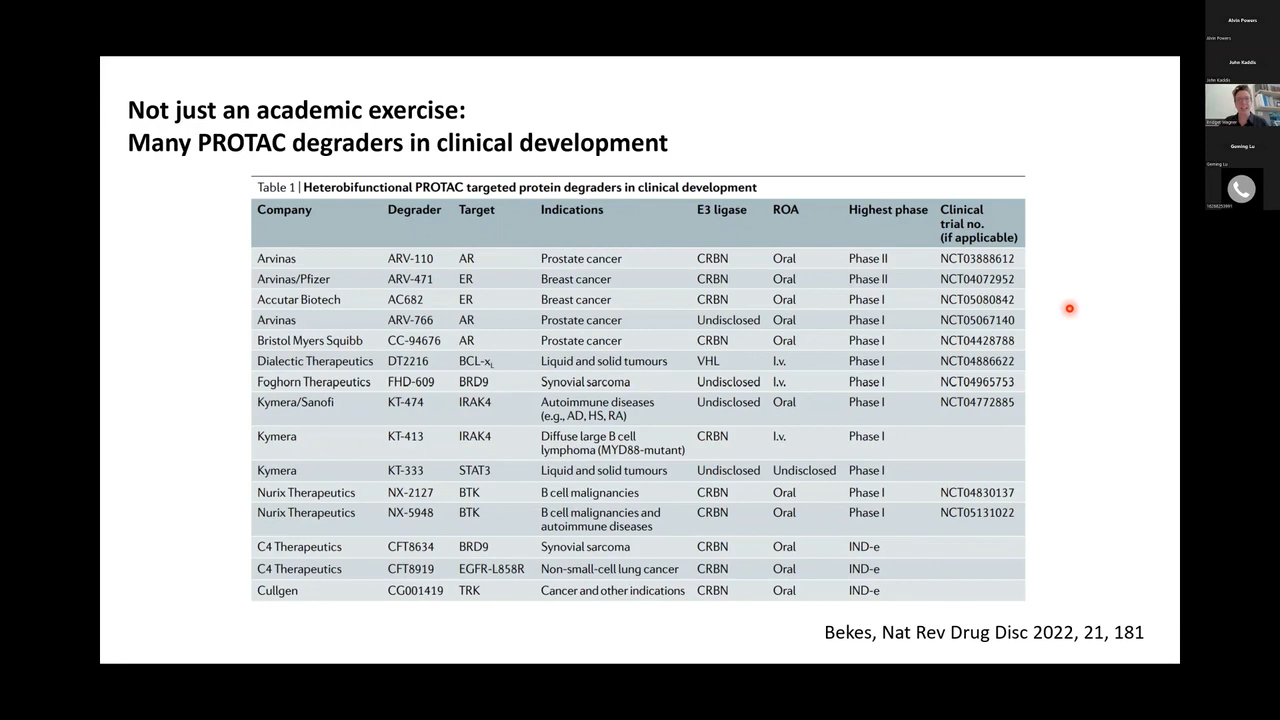 Not just an academic exercise:
Many PROTAC degraders in clinical development
Table 1 | Heterobifunctional PROTAC targeted protein degraders in clinical development
Company Degrader Target Indications E3 ligase ROA Highest phase Clinical trial no. (if applicable)
Arvinas ARV-110 AR Prostate cancer CRBN Oral Phase II NCT03888612
Arvinas/Pfizer ARV-471 ER Breast cancer CRBN Oral Phase II NCT04072952
Accutar Biotech AC682 ER Breast cancer CRBN Oral Phase I NCT05080842
Arvinas ARV-766 AR Prostate cancer Undisclosed Oral Phase I NCT05067140
Bristol Myers Squibb CC-94676 AR Prostate cancer CRBN Oral Phase I NCT04428788
Dialectic Therapeutics DT2216 BCL-xL Liquid and solid tumours VHL I.v. Phase I NCT04886622
Foghorn Therapeutics FHD-609 BRD9 Synovial sarcoma Undisclosed I.v. Phase I NCT04965753
Kymera/Sanofi KT-474 IRAK4 Autoimmune diseases (e.g., AD, HS, RA) Undisclosed Oral Phase I NCT04772885
Kymera KT-413 IRAK4 Diffuse large B cell lymphoma (MYD88-mutant) CRBN I.v. Phase I
Kymera KT-333 STAT3 Liquid and solid tumours Undisclosed Undisclosed Phase I
Nurix Therapeutics NX-2127 BTK B cell malignancies CRBN Oral Phase I NCT04830137
Nurix Therapeutics NX-5948 BTK B cell malignancies and autoimmune diseases CRBN Oral Phase I NCT05131022
C4 Therapeutics CFT8634 BRD9 Synovial sarcoma CRBN Oral IND-e
C4 Therapeutics CFT8919 EGFR-L858R Non-small-cell lung cancer CRBN Oral IND-e
Cullgen CG001419 TRK Cancer and other indications CRBN Oral IND-e
Bekes, Nat Rev Drug Disc 2022, 21, 181
Alvin Powers
Alvin Powers
John Kaddis
John Kaddis
Bridget Wagner
Geming Lu
Geming Lu